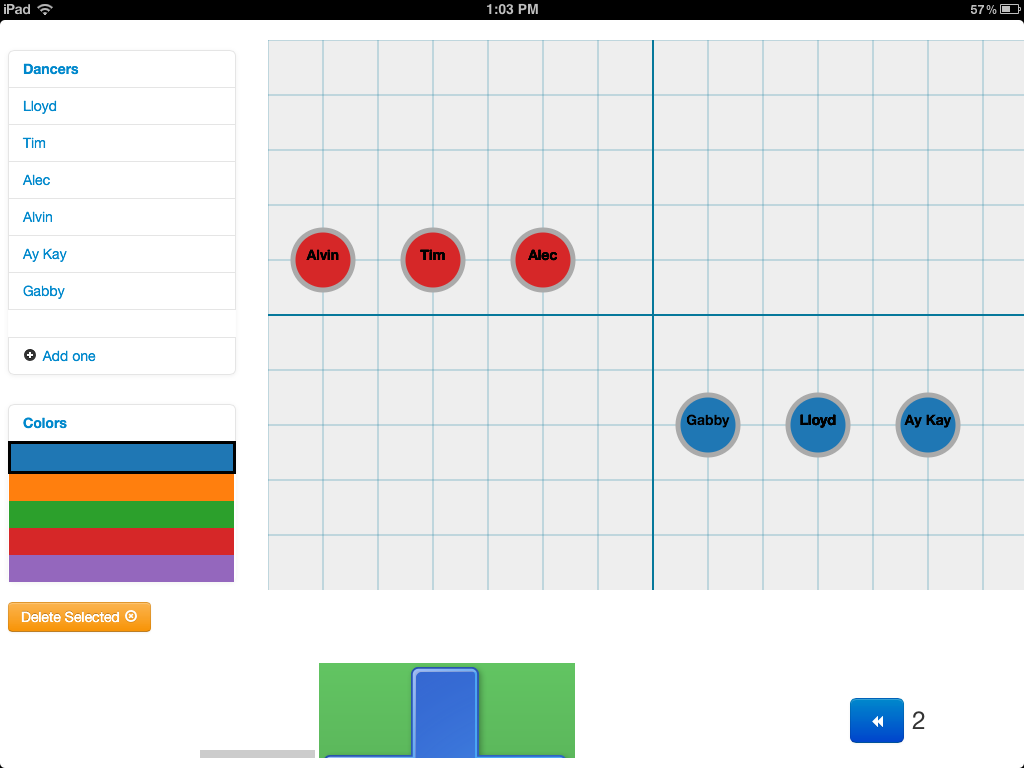 iPad 1:03 PM 57%
Dancers
Lloyd
Tim
Alec
Alvin
Ay Kay
Gabby
Add one
Colors
Delete Selected
Alvin Tim Alec
Gabby Lloyd Ay Kay
2